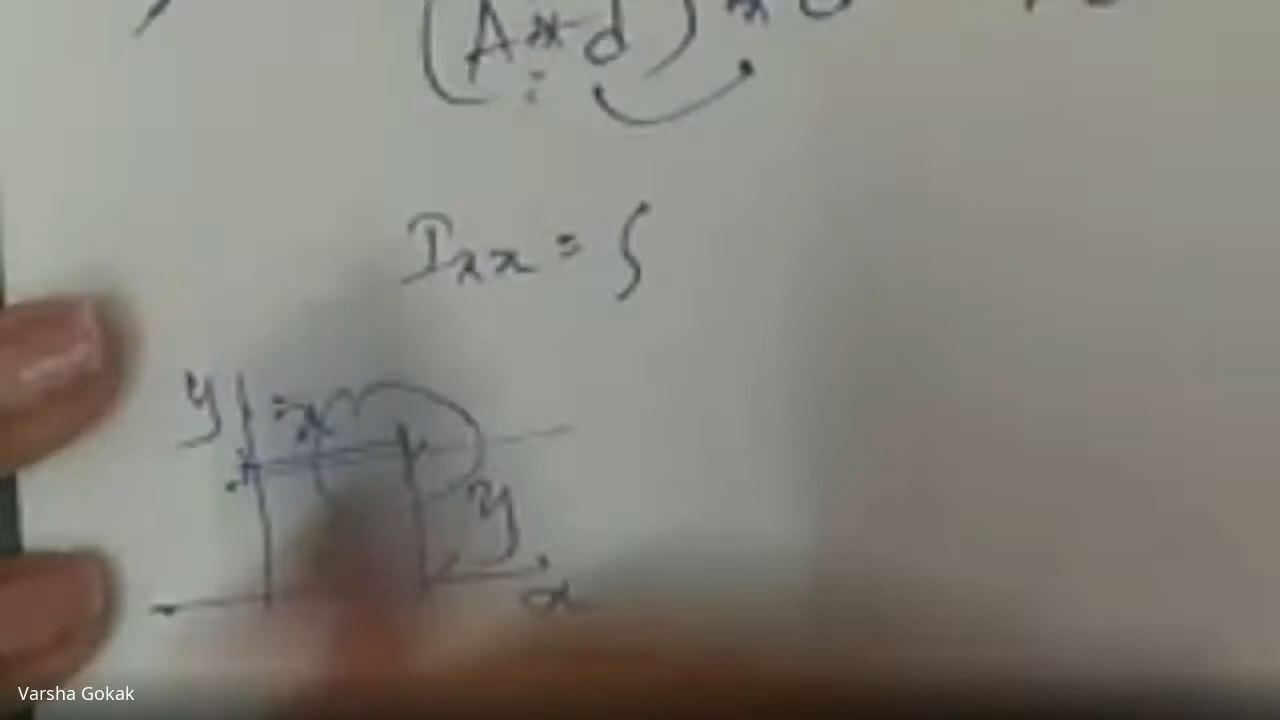 (A × d) × d
Ixx = ∫
y x
y
x
Varsha Gokak